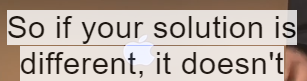 So if your solution is
different, it doesn't